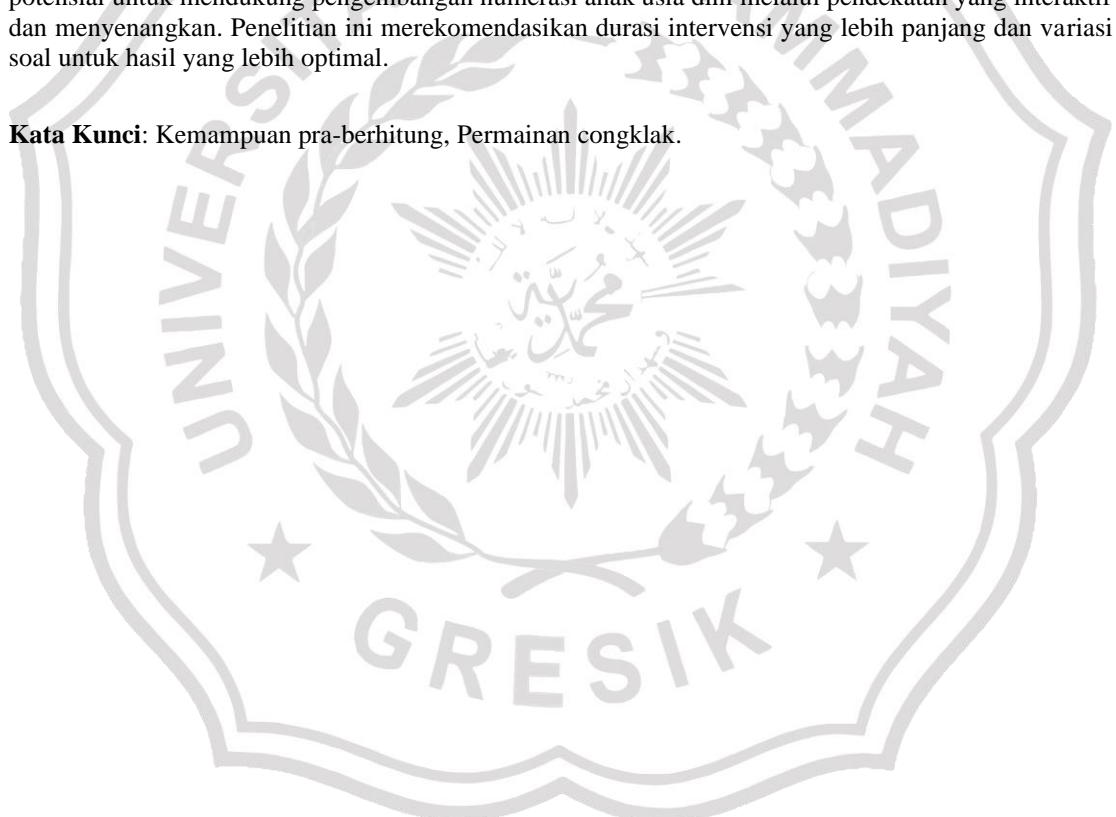 potensial untuk mendukung pengembangan numerasi anak usia dini melalui pendekatan yang interaktif
dan menyenangkan. Penelitian ini merekomendasikan durasi intervensi yang lebih panjang dan variasi
soal untuk hasil yang lebih optimal.
Kata Kunci: Kemampuan pra-berhitung, Permainan congklak.
GRESIK